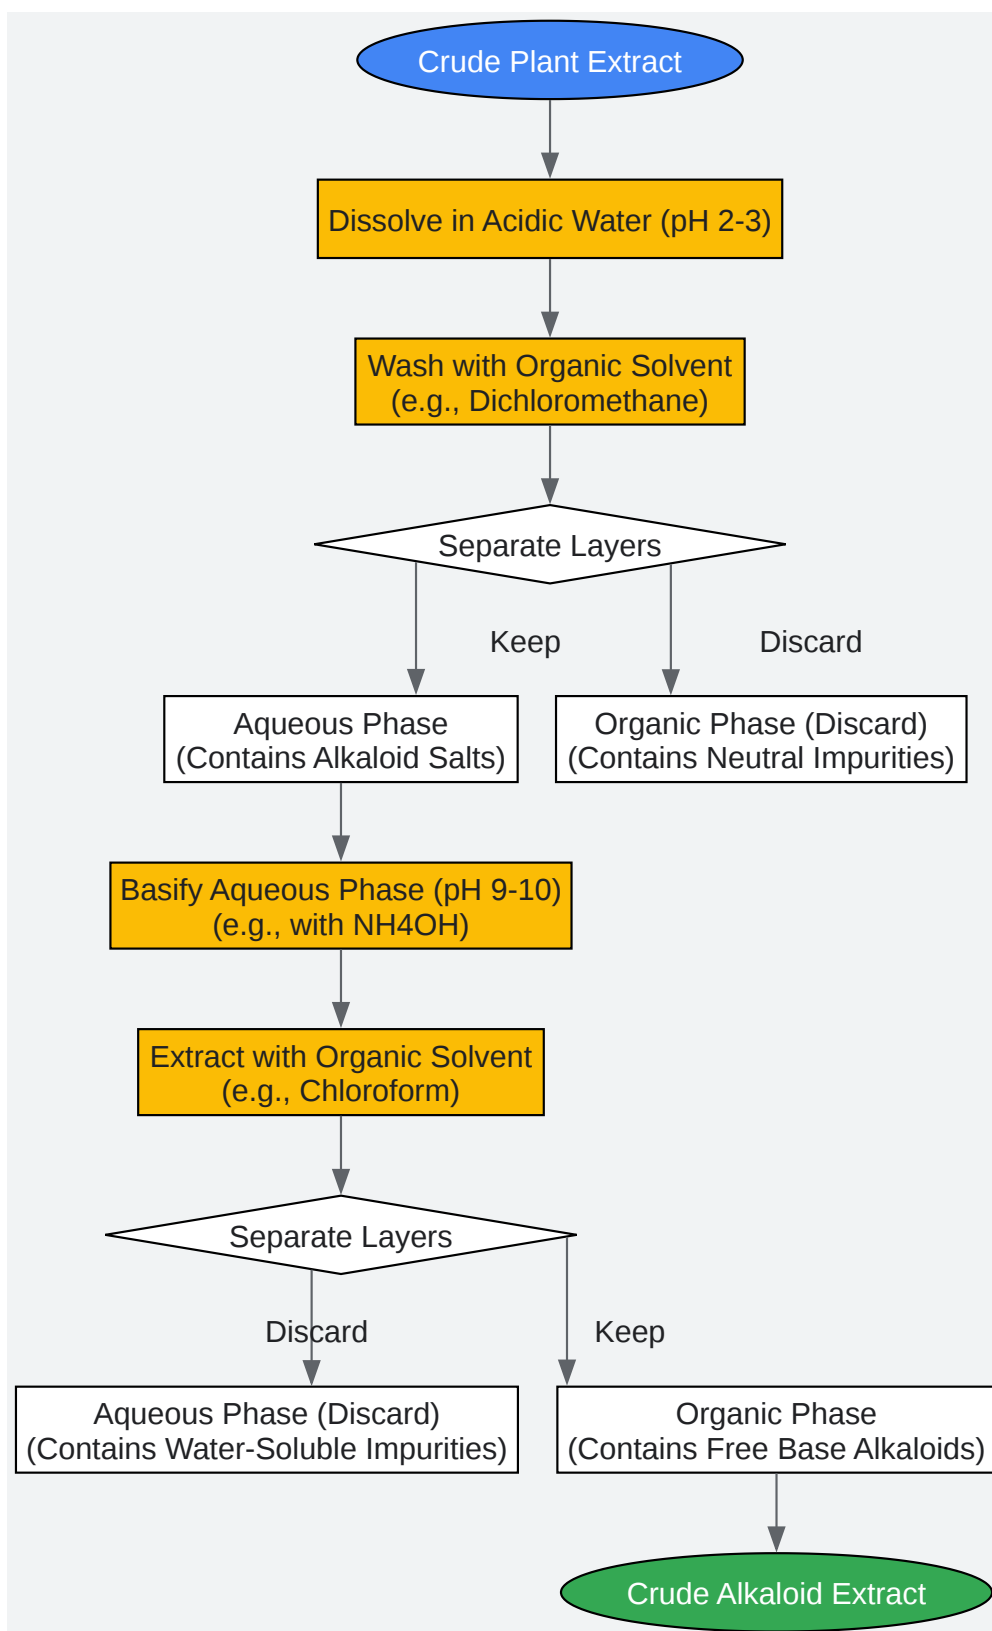 Crude Plant Extract
Dissolve in Acidic Water (pH 2-3)
Wash with Organic Solvent
(e.g., Dichloromethane)
Separate Layers
Keep
Discard
Aqueous Phase
(Contains Alkaloid Salts)
Organic Phase (Discard)
(Contains Neutral Impurities)
Basify Aqueous Phase (pH 9-10)
(e.g., with NH4OH)
Extract with Organic Solvent
(e.g., Chloroform)
Separate Layers
Discard
Keep
Aqueous Phase (Discard)
(Contains Water-Soluble Impurities)
Organic Phase
(Contains Free Base Alkaloids)
Crude Alkaloid Extract